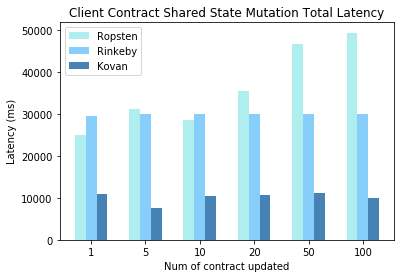 Client Contract Shared State Mutation Total Latency
Ropsten
Rinkeby
Kovan
Latency (ms)
50000
40000
30000
20000
10000
0
1 5 10 20 50 100
Num of contract updated